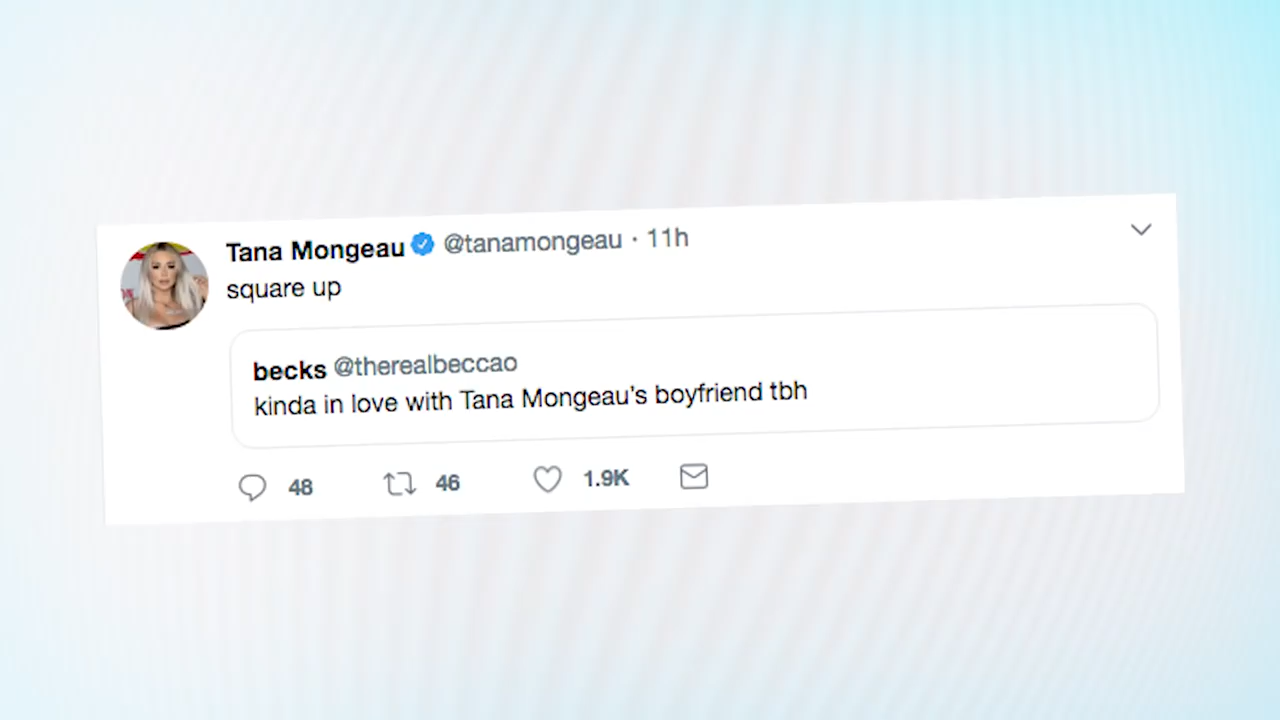 Tana Mongeau @tanamongeau · 11h
square up
becks @therealbeccao
kinda in love with Tana Mongeau's boyfriend tbh
48 46 1.9K